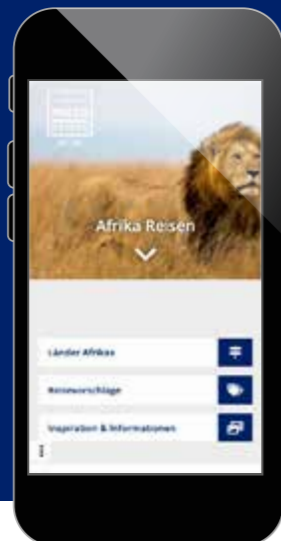 Afrika Reisen
Länder Afrikas
Reisevorschläge
Inspiration & Informationen